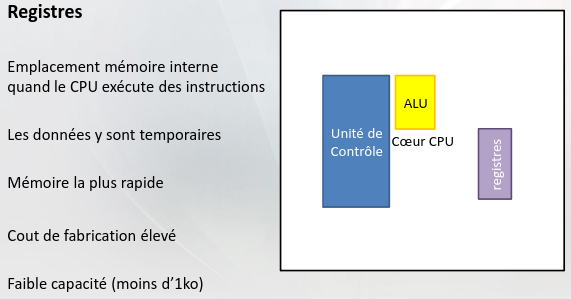 Registres
Emplacement mémoire interne
quand le CPU exécute des instructions
Les données y sont temporaires
Mémoire la plus rapide
Cout de fabrication élevé
Faible capacité (moins d’1ko)
Unité de
Contrôle
ALU
Cœur CPU
registres